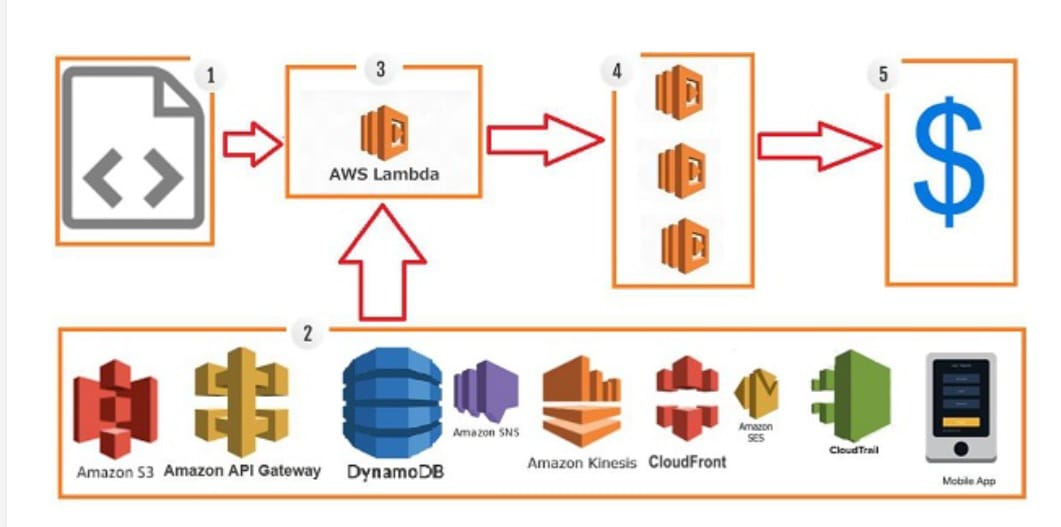 1
3
4
5
AWS Lambda
$
2
Amazon S3
Amazon API Gateway
DynamoDB
Amazon SNS
Amazon Kinesis
CloudFront
Amazon
SES
CloudTrail
Mobile App